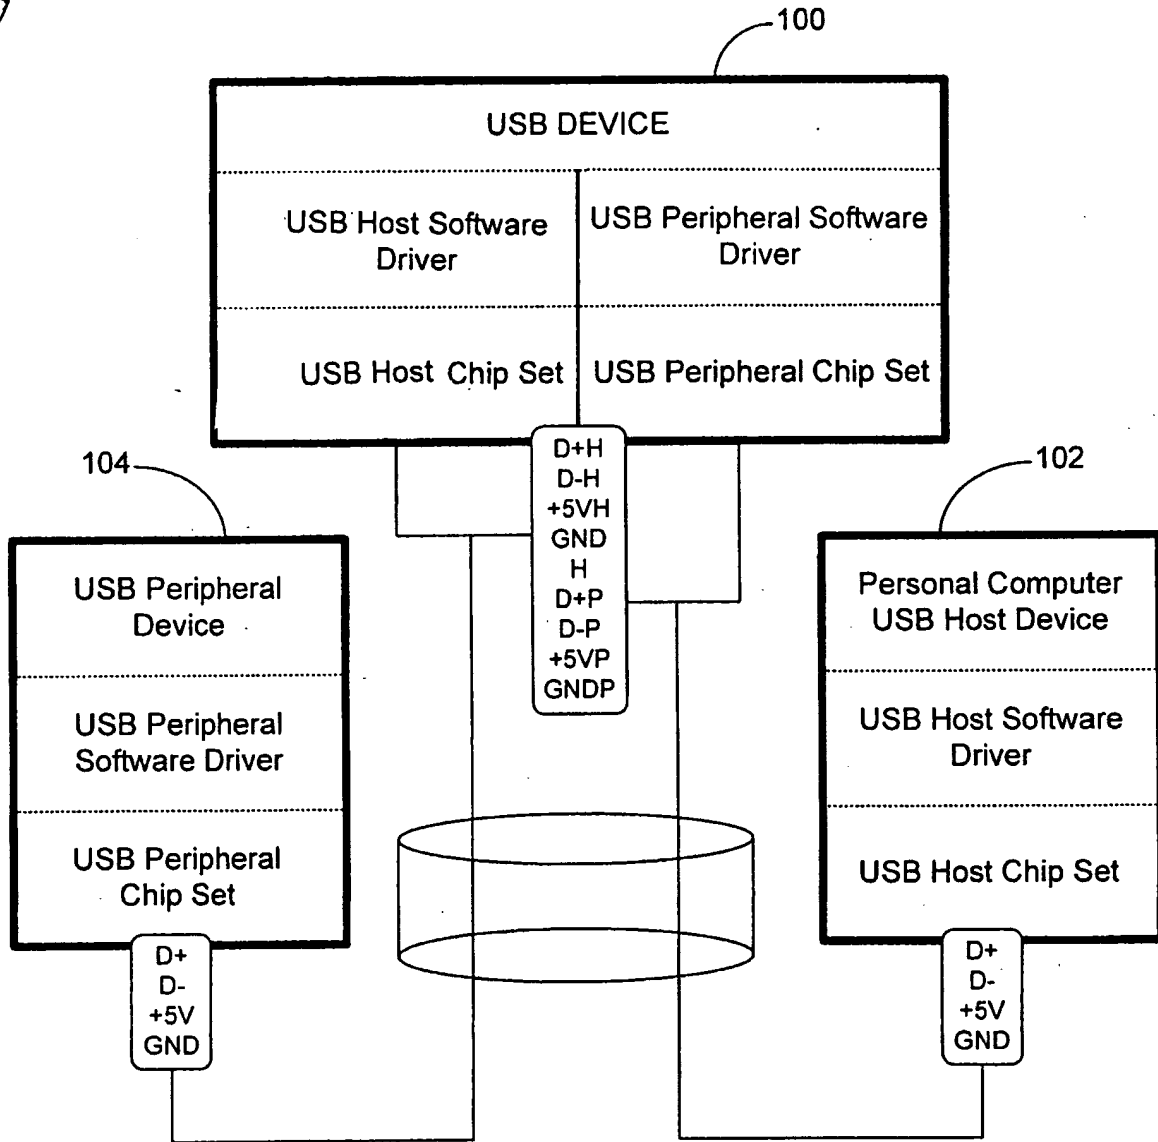 100
USB DEVICE
USB Host Software
Driver
USB Peripheral Software
Driver
USB Host Chip Set
USB Peripheral Chip Set
D+H
D-H
+5VH
GND
H
D+P
D-P
+5VP
GNDP
104
USB Peripheral
Device
USB Peripheral
Software Driver
USB Peripheral
Chip Set
D+
D-
+5V
GND
102
Personal Computer
USB Host Device
USB Host Software
Driver
USB Host Chip Set
D+
D-
+5V
GND